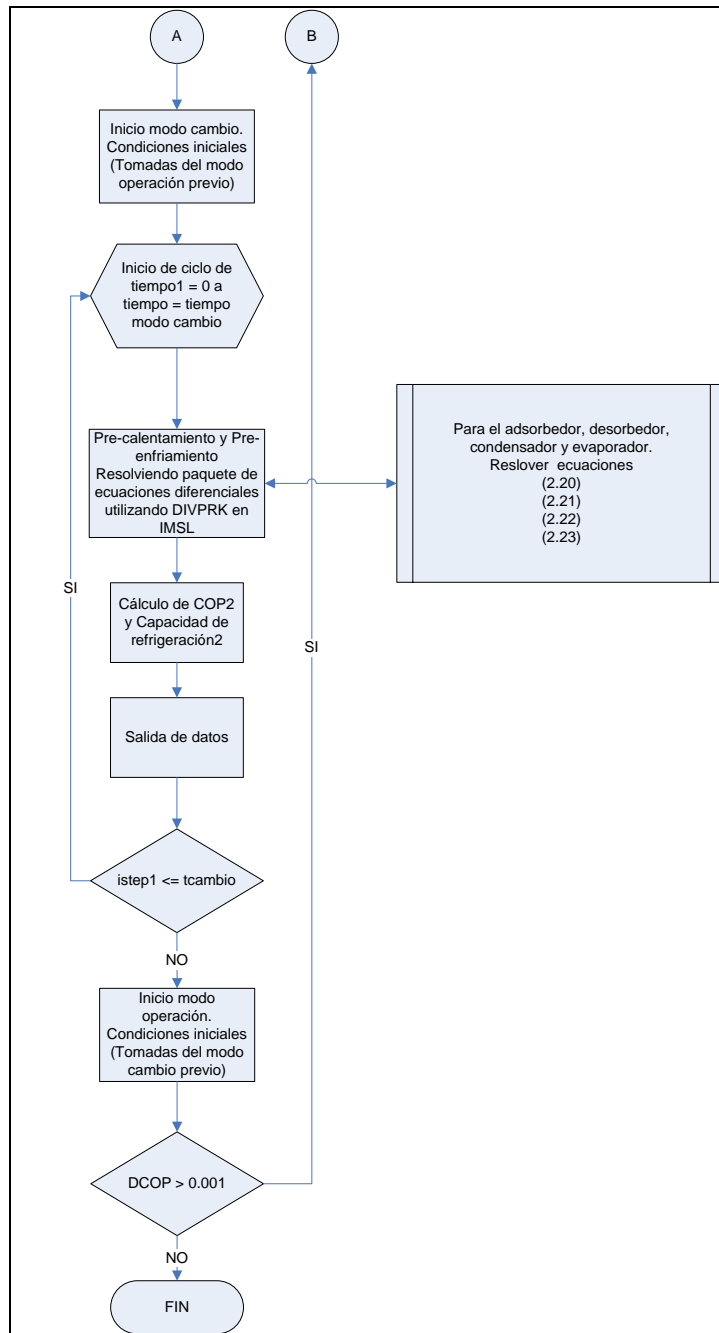 A
B
Inicio modo cambio.
Condiciones iniciales
(Tomadas del modo
operación previo)
Inicio de ciclo de
tiempo1 = 0 a
tiempo = tiempo
modo cambio
Pre-calentamiento y Pre-
enfriamiento
Resolviendo paquete de
ecuaciones diferenciales
utilizando DIVPRK en
IMSL
Para el adsorbedor, desorbedor,
condensador y evaporador.
Reslover ecuaciones
(2.20)
(2.21)
(2.22)
(2.23)
SI
Cálculo de COP2
y Capacidad de
refrigeración2
SI
Salida de datos
istep1 <= tcambio
NO
Inicio modo
operación.
Condiciones iniciales
(Tomadas del modo
cambio previo)
DCOP > 0.001
NO
FIN